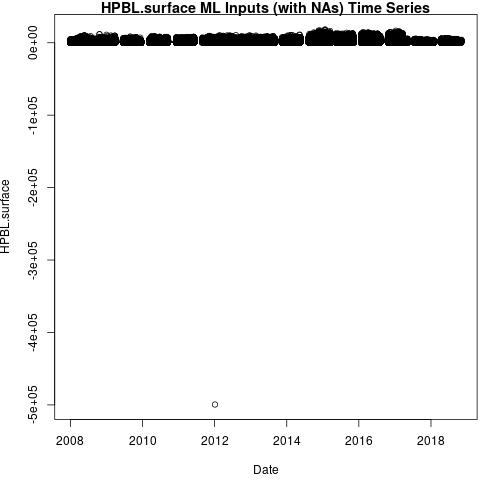 HPBL.surface ML Inputs (with NAs) Time Series
HPBL.surface
0e+00
-1e+05
-2e+05
-3e+05
-4e+05
-5e+05
2008 2010 2012 2014 2016 2018
Date